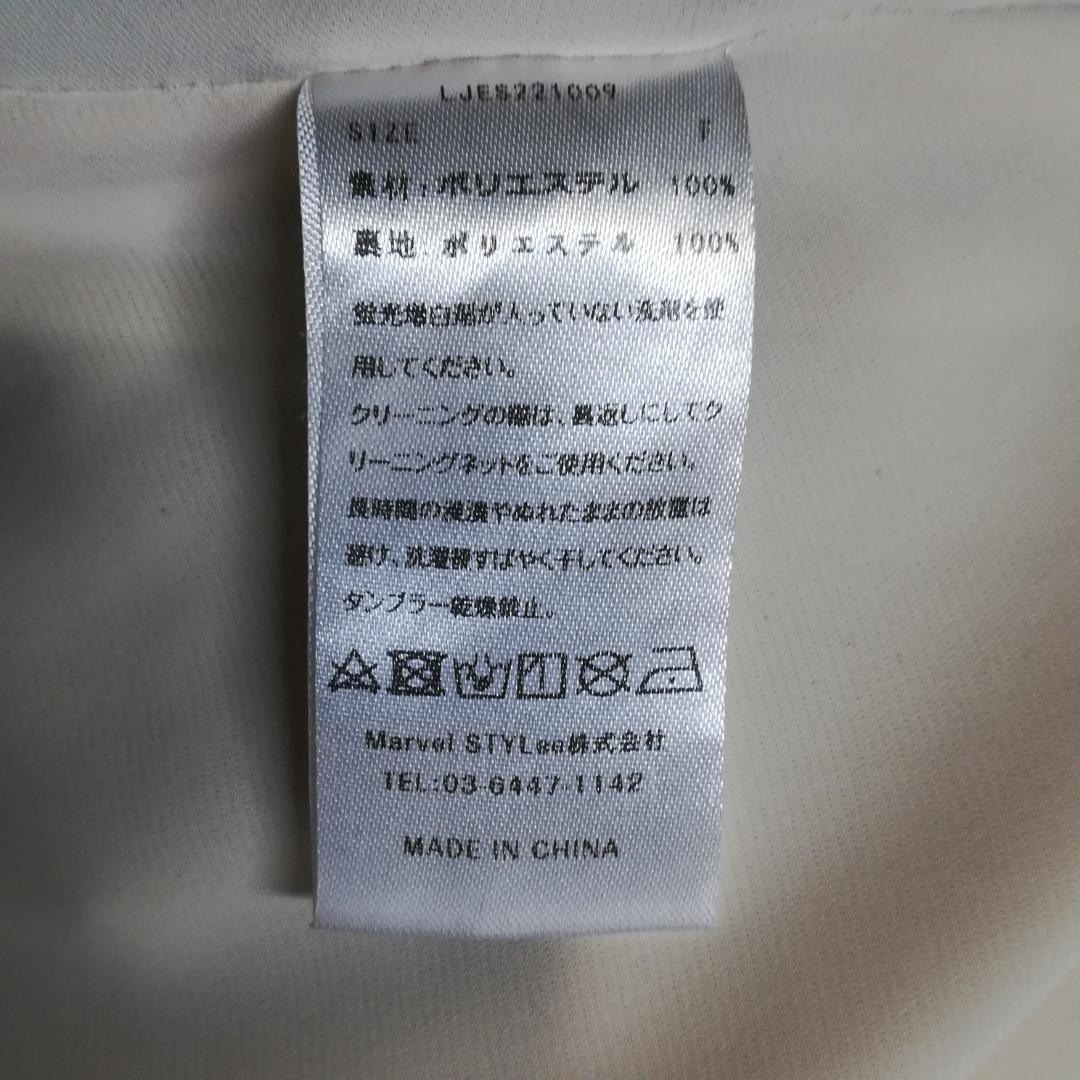 LJES221009
SIZE F
素材:ポリエステル 100%
裏地 ポリエステル 100%
蛍光増白剤が入っていない洗剤を使
用してください。
クリーニングの際は、裏返しにしてク
リーニングネットをご使用ください。
長時間の浸漬やぬれたままの放置は
避け、洗濯後すばやく干してください。
タンブラー乾燥禁止。
Marvel STYLee株式会社
TEL:03-6447-1142
MADE IN CHINA